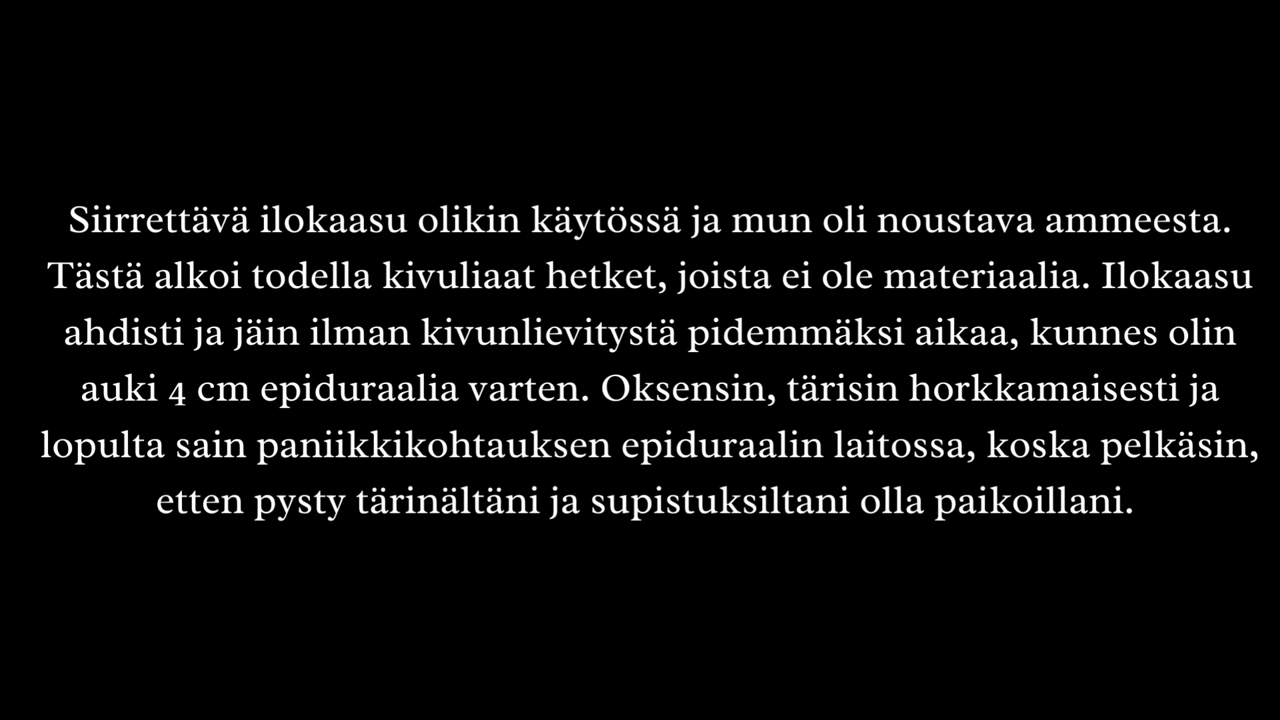 Siirrettävä ilokaasu olikin käytössä ja mun oli noustava ammeesta.
Tästä alkoi todella kivuliaat hetket, joista ei ole materiaalia. Ilokaasu
ahdisti ja jäin ilman kivunlievitystä pidemmäksi aikaa, kunnes olin
auki 4 cm epiduraalia varten. Oksensin, tärisin horkkamaisesti ja
lopulta sain paniikkikohtauksen epiduraalin laitossa, koska pelkäsin,
etten pysty tärinältäni ja supistuksiltani olla paikoillani.